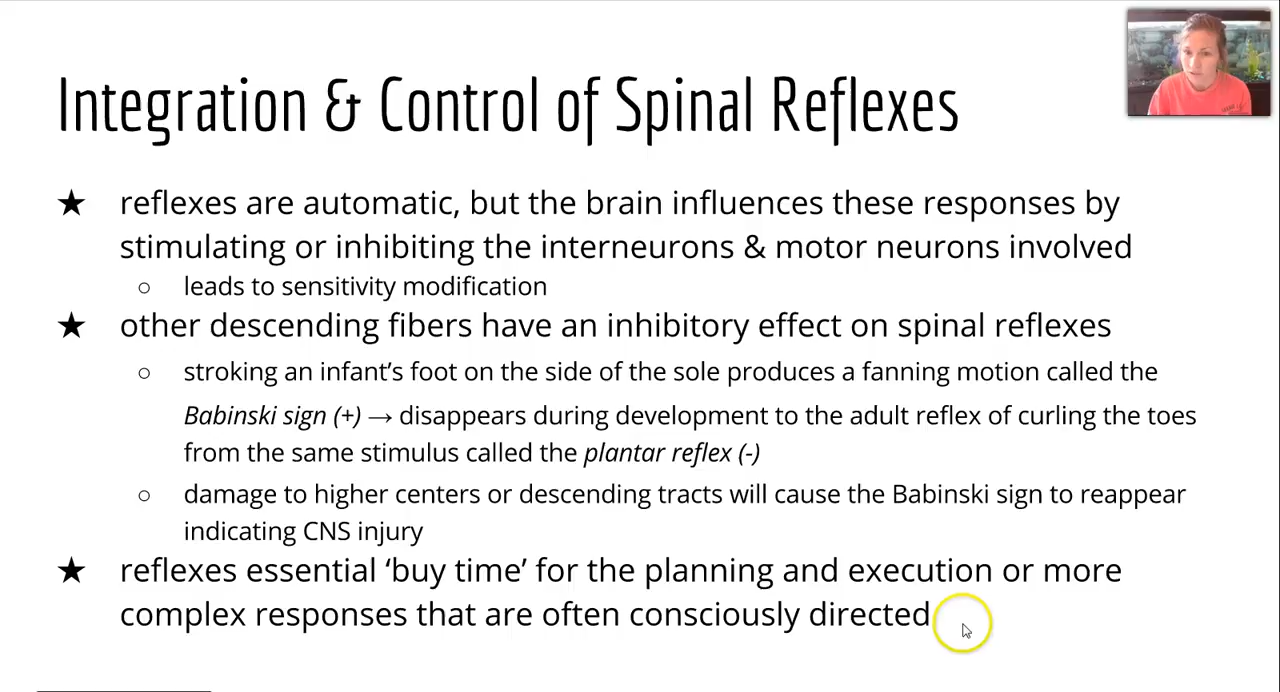 Integration & Control of Spinal Reflexes
★ reflexes are automatic, but the brain influences these responses by
stimulating or inhibiting the interneurons & motor neurons involved
○ leads to sensitivity modification
★ other descending fibers have an inhibitory effect on spinal reflexes
○ stroking an infant’s foot on the side of the sole produces a fanning motion called the
Babinski sign (+) → disappears during development to the adult reflex of curling the toes
from the same stimulus called the plantar reflex (-)
○ damage to higher centers or descending tracts will cause the Babinski sign to reappear
indicating CNS injury
★ reflexes essential ‘buy time’ for the planning and execution or more
complex responses that are often consciously directed